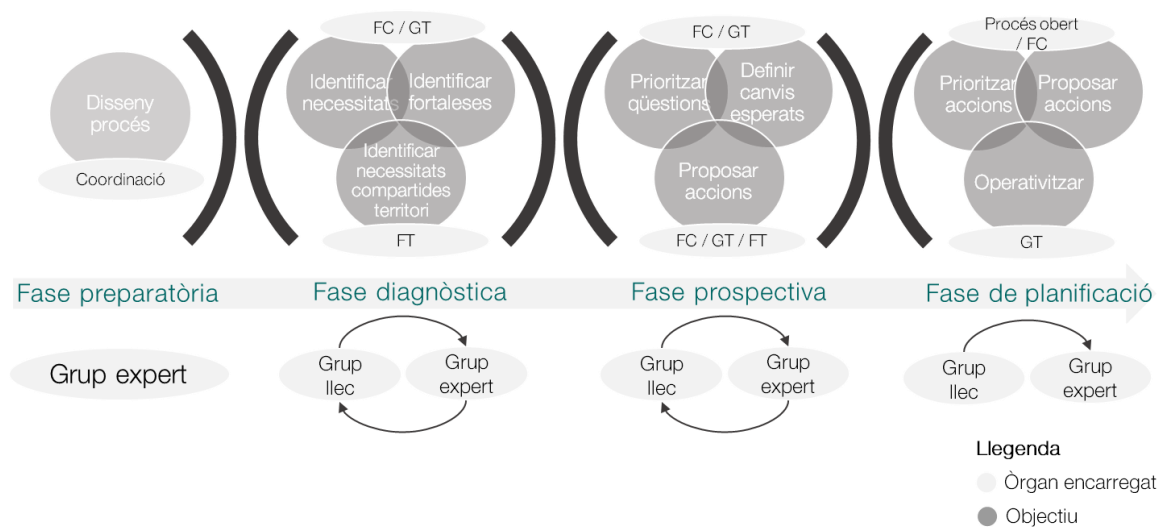 Disseny
procés
Coordinació
FC / GT
Identificar
necessitats
Identificar
fortaleses
Identificar
necessitats
compartides
territori
FT
FC / GT
Prioritzar
qüestions
Definir
canvis
esperats
Proposar
accions
FC / GT / FT
Procés obert
/ FC
Prioritzar
accions
Proposar
accions
Operativitzar
GT
Fase preparatòria
Fase diagnòstica
Fase prospectiva
Fase de planificació
Grup expert
Grup
llec
Grup
expert
Grup
llec
Grup
expert
Grup
llec
Grup
expert
Llegenda
Òrgan encarregat
Objectiu